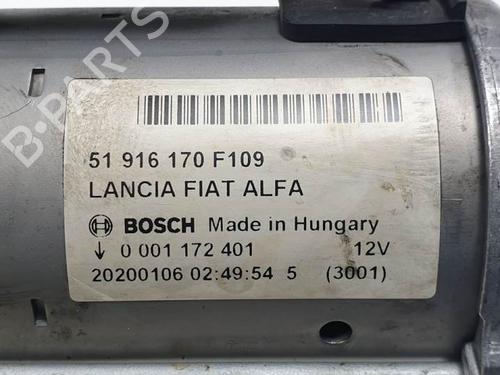 B-PARTS
51 916 170 F109
LANCIA FIAT ALFA
BOSCH Made in Hungary
↓ 0 001 172 401 12V
20200106 02:49:54 5 (3001)